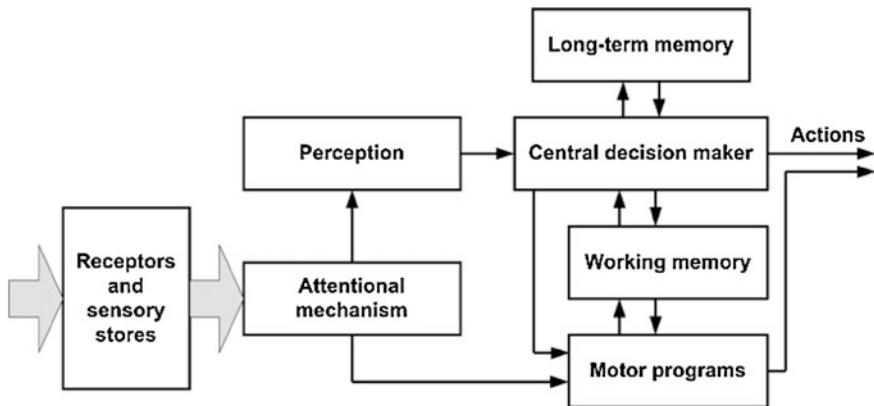 Long-term memory
Perception
Central decision maker
Actions
Receptors
and
sensory
stores
Attentional
mechanism
Working memory
Motor programs